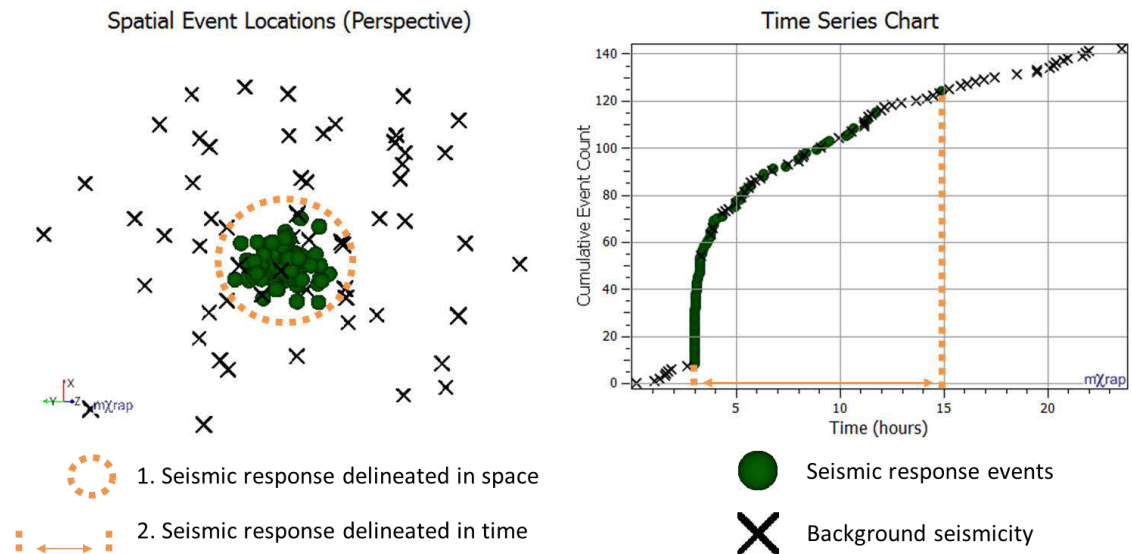 Spatial Event Locations (Perspective)
X
Y
Z
mχrap
Time Series Chart
Cumulative Event Count
140
120
100
80
60
40
20
0
mχrap
5
10
15
20
Time (hours)
1. Seismic response delineated in space
2. Seismic response delineated in time
Seismic response events
Background seismicity